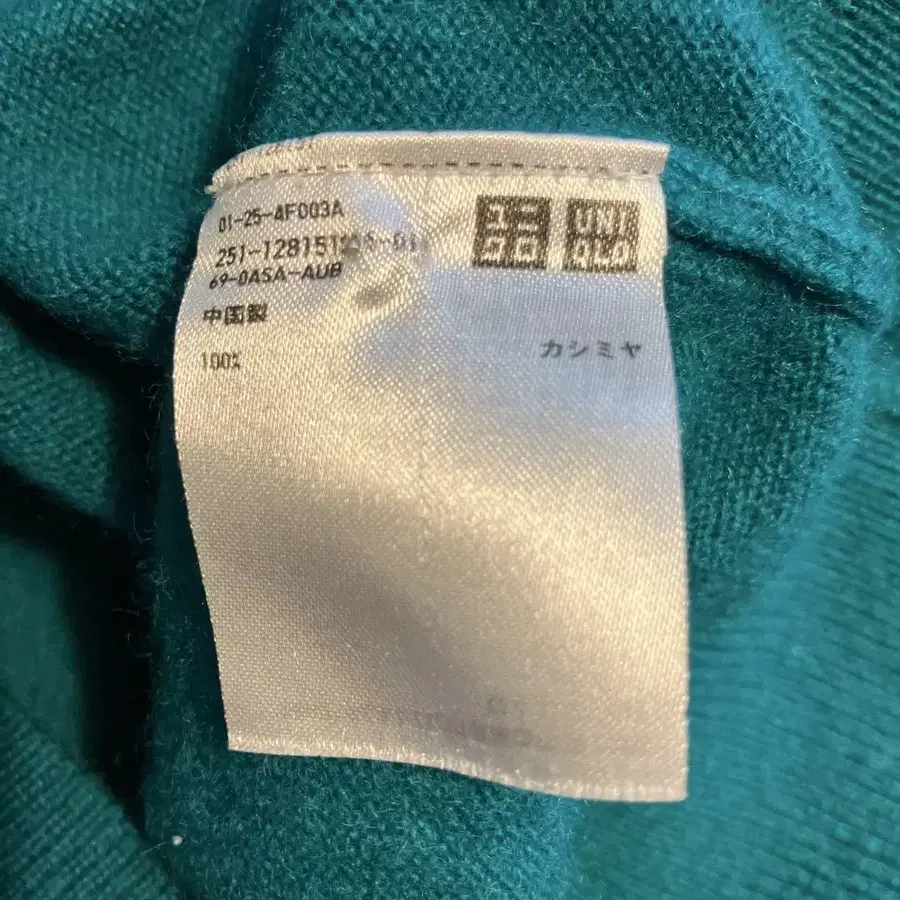 01-25-4F003A
69-0ASA-AUB
中国製
100% カシミヤ
ユニ
クロ
UNI
QLO